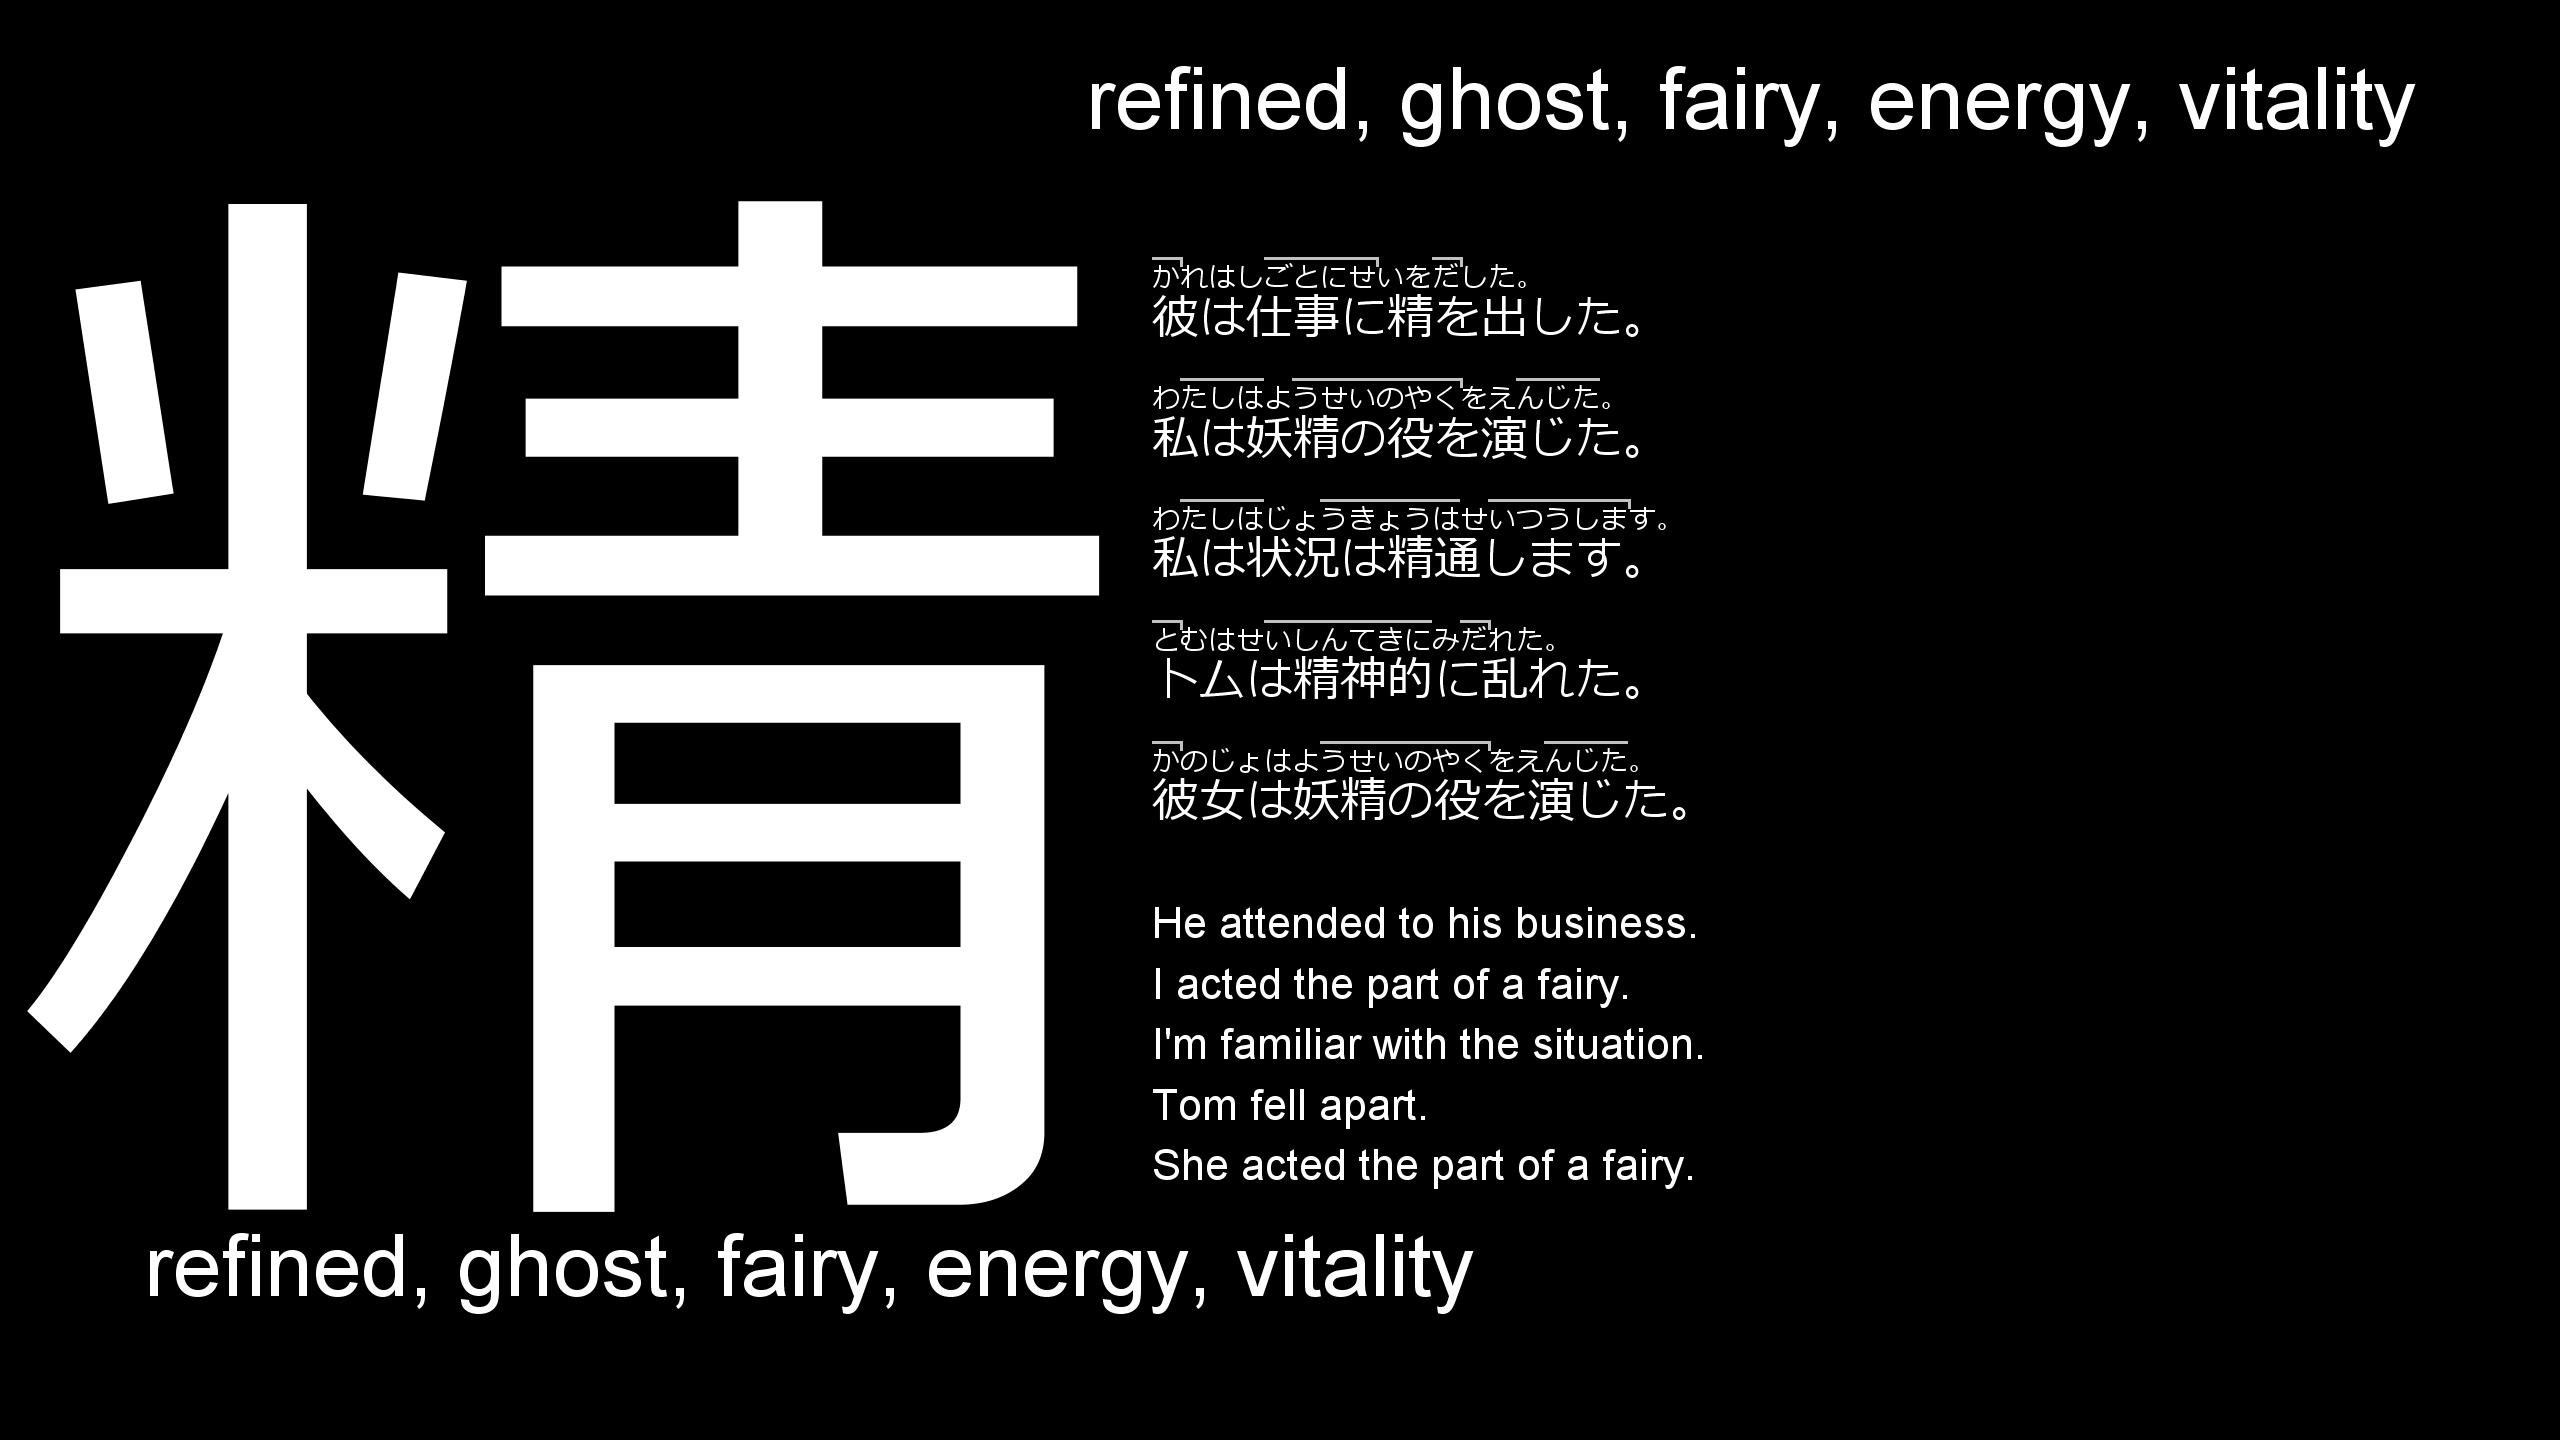 refined, ghost, fairy, energy, vitality
精
かれはしごとにせいをだした。
彼は仕事に精を出した。
わたしはようせいのやくをえんじた。
私は妖精の役を演じた。
わたしはじょうきょうはせいつうします。
私は状況は精通します。
とむはせいしんてきにみだれた。
トムは精神的に乱れた。
かのじょはようせいのやくをえんじた。
彼女は妖精の役を演じた。
He attended to his business.
I acted the part of a fairy.
I'm familiar with the situation.
Tom fell apart.
She acted the part of a fairy.
refined, ghost, fairy, energy, vitality